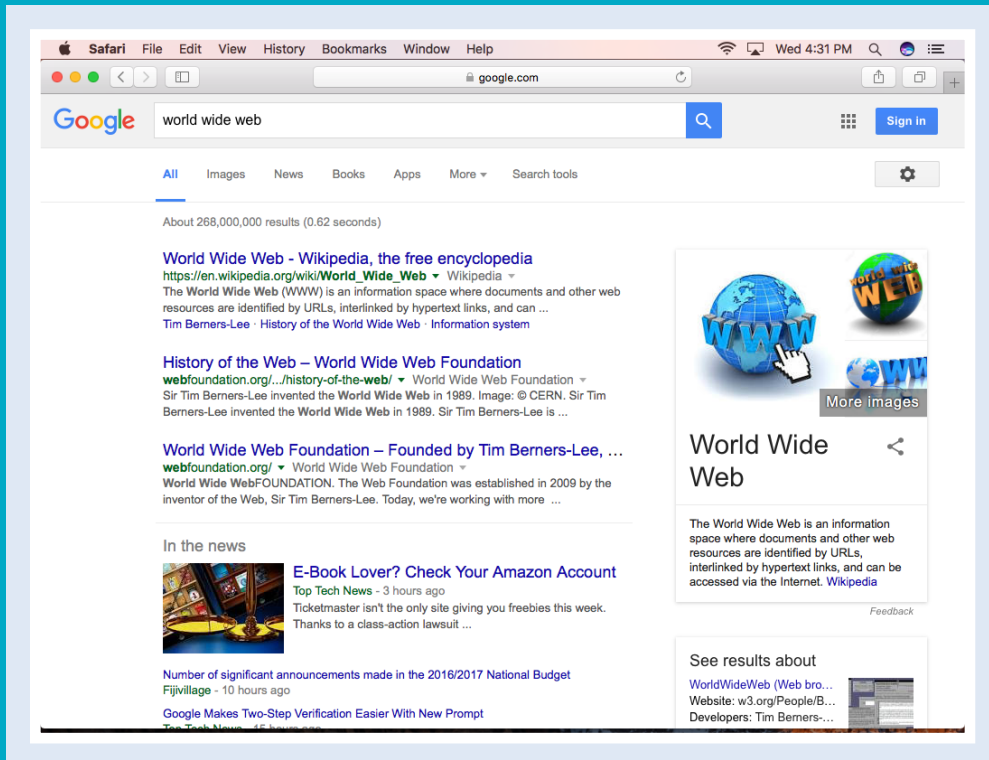 Safari File Edit View History Bookmarks Window Help Wed 4:31 PM
google.com
Google world wide web Sign in
All Images News Books Apps More Search tools
About 268,000,000 results (0.62 seconds)
World Wide Web - Wikipedia, the free encyclopedia
https://en.wikipedia.org/wiki/World_Wide_Web Wikipedia
The World Wide Web (WWW) is an information space where documents and other web
resources are identified by URLs, interlinked by hypertext links, and can ...
Tim Berners-Lee · History of the World Wide Web · Information system
History of the Web – World Wide Web Foundation
webfoundation.org/.../history-of-the-web/ World Wide Web Foundation
Sir Tim Berners-Lee invented the World Wide Web in 1989. Image: © CERN. Sir Tim
Berners-Lee invented the World Wide Web in 1989. Sir Tim Berners-Lee is ...
World Wide Web Foundation – Founded by Tim Berners-Lee, ...
webfoundation.org/ World Wide Web Foundation
World Wide WebFOUNDATION. The Web Foundation was established in 2009 by the
inventor of the Web, Sir Tim Berners-Lee. Today, we're working with more ...
In the news
E-Book Lover? Check Your Amazon Account
Top Tech News - 3 hours ago
Ticketmaster isn't the only site giving you freebies this week.
Thanks to a class-action lawsuit ...
Number of significant announcements made in the 2016/2017 National Budget
Fijivillage - 10 hours ago
Google Makes Two-Step Verification Easier With New Prompt
Top Tech News - 15 hours ago
WWW
world wide
WEB
WW
More images
World Wide
Web
The World Wide Web is an information
space where documents and other web
resources are identified by URLs,
interlinked by hypertext links, and can be
accessed via the Internet. Wikipedia
Feedback
See results about
WorldWideWeb (Web bro...
Website: w3.org/People/B...
Developers: Tim Berners-...